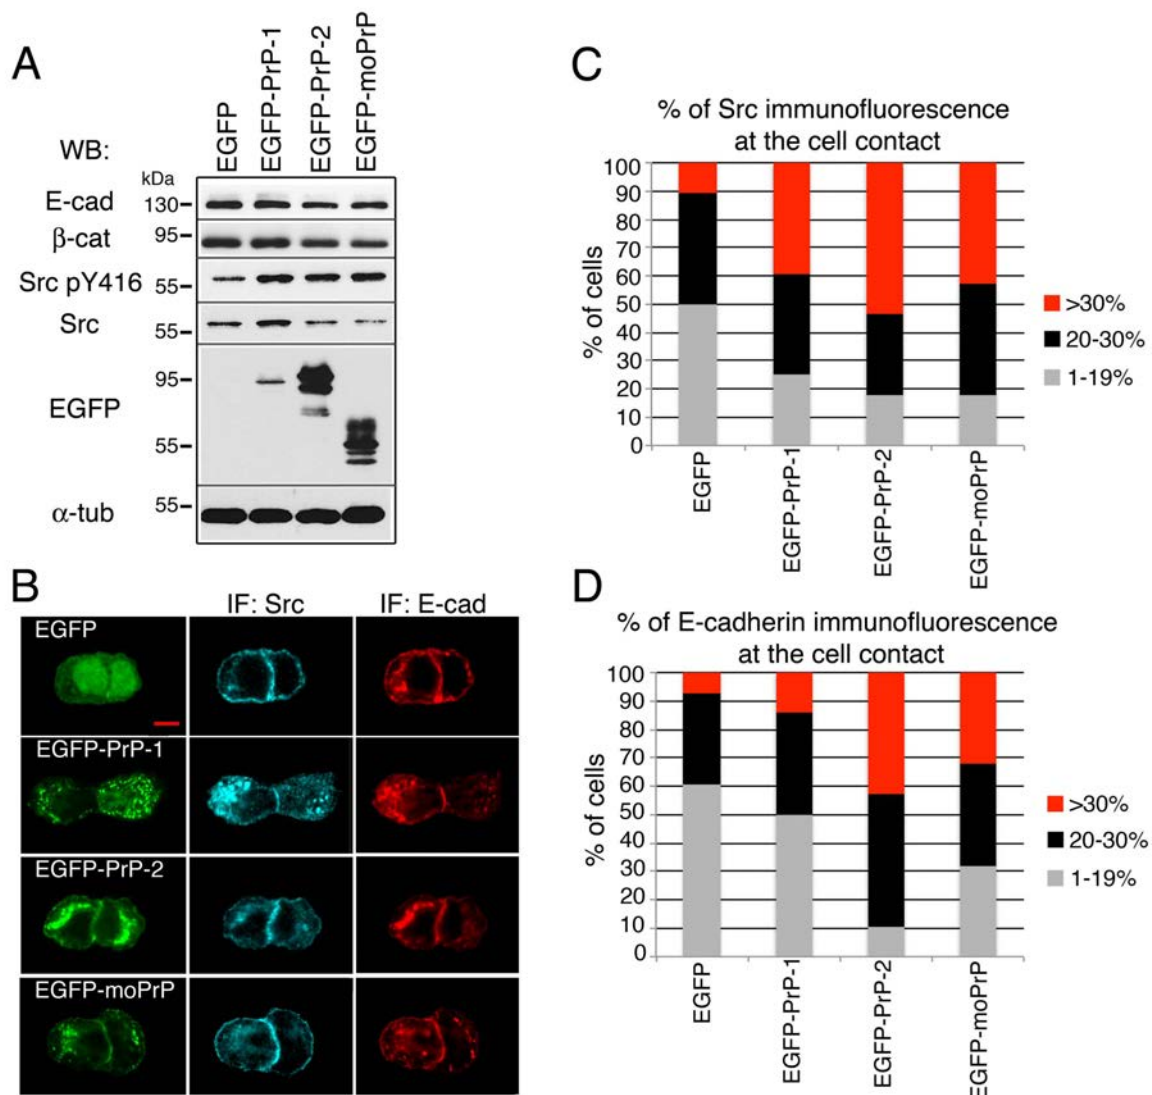 A
EGFP
EGFP-PrP-1
EGFP-PrP-2
EGFP-moPrP
WB:
kDa
E-cad 130
β-cat 95
Src pY416 55
Src 55
95
EGFP
55
α-tub 55
B
IF: Src IF: E-cad
EGFP
EGFP-PrP-1
EGFP-PrP-2
EGFP-moPrP
C
% of Src immunofluorescence
at the cell contact
% of cells
100
90
80
70
60
50
40
30
20
10
0
EGFP
EGFP-PrP-1
EGFP-PrP-2
EGFP-moPrP
>30%
20-30%
1-19%
D
% of E-cadherin immunofluorescence
at the cell contact
% of cells
100
90
80
70
60
50
40
30
20
10
0
EGFP
EGFP-PrP-1
EGFP-PrP-2
EGFP-moPrP
>30%
20-30%
1-19%